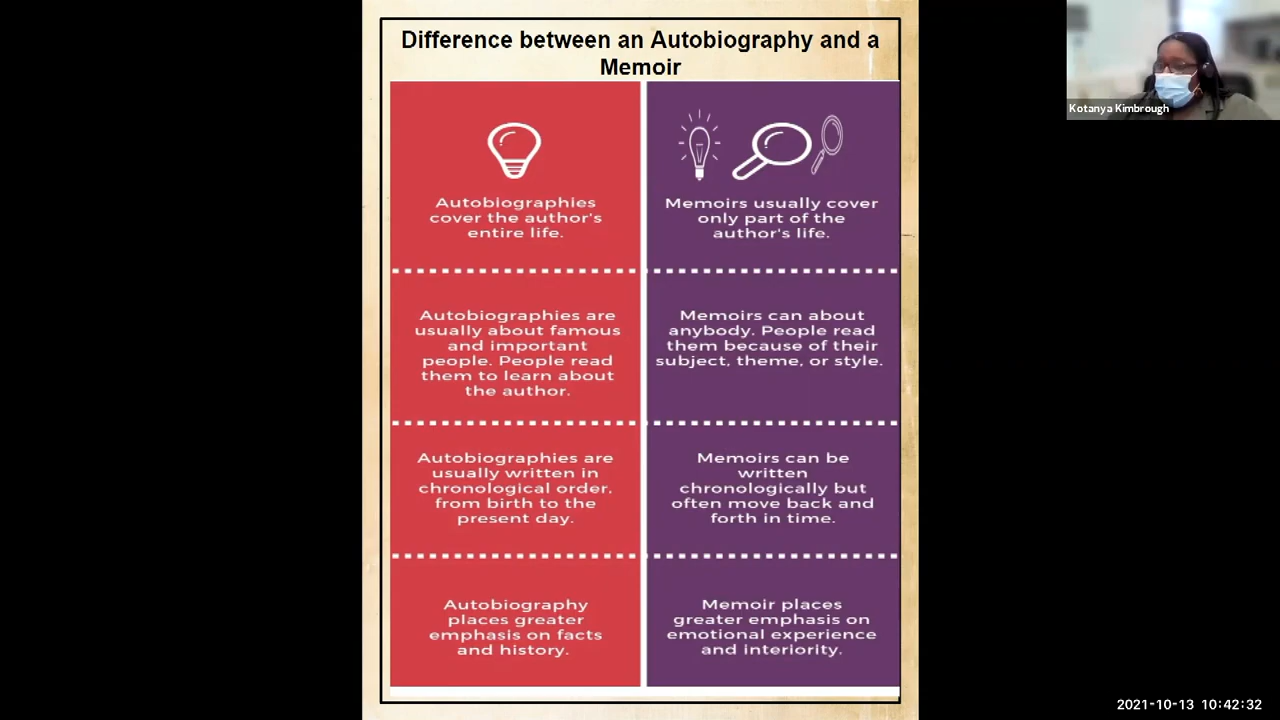 Difference between an Autobiography and a
Memoir
Autobiographies
cover the author's
entire life.
Memoirs usually cover
only part of the
author's life.
Autobiographies are
usually about famous
and important
people. People read
them to learn about
the author.
Memoirs can about
anybody. People read
them because of their
subject, theme, or style.
Autobiographies are
usually written in
chronological order,
from birth to the
present day.
Memoirs can be
written
chronologically but
often move back and
forth in time.
Autobiography
places greater
emphasis on facts
and history.
Memoir places
greater emphasis on
emotional experience
and interiority.
Kotanya Kimbrough
2021-10-13 10:42:32